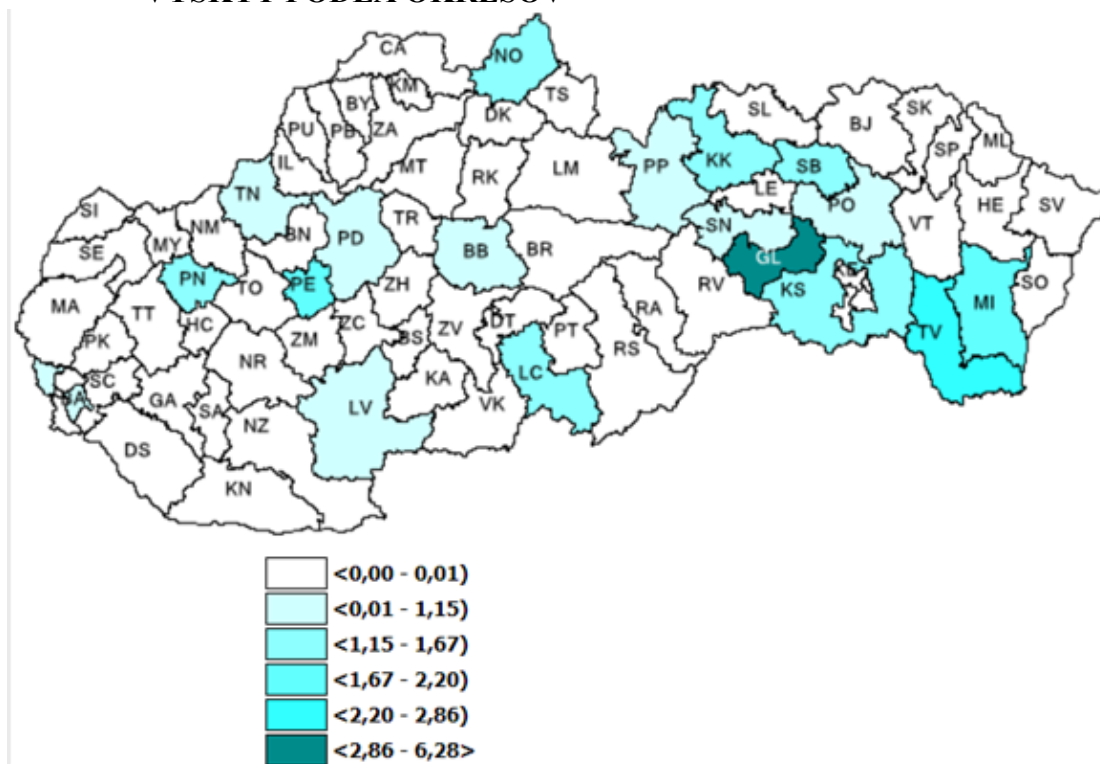 VÝSKYT PODĽA OKRESOV
CA
NO
KM
TS
BY
PU
PB
ZA
DK
SL
BJ
SK
SP
ML
IL
MT
RK
LM
PP
KK
SB
LE
TN
TR
PO
HE
SV
SI
NM
BN
PD
BB
BR
SN
VT
SE
MY
GL
PN
TO
PE
ZH
RV
KS
KE
MI
SO
MA
TT
HC
ZM
ZC
BS
ZV
DT
PT
RA
TV
PK
NR
RS
SC
BA
GA
SA
LV
KA
LC
VK
DS
NZ
KN
<0,00 - 0,01)
<0,01 - 1,15)
<1,15 - 1,67)
<1,67 - 2,20)
<2,20 - 2,86)
<2,86 - 6,28>